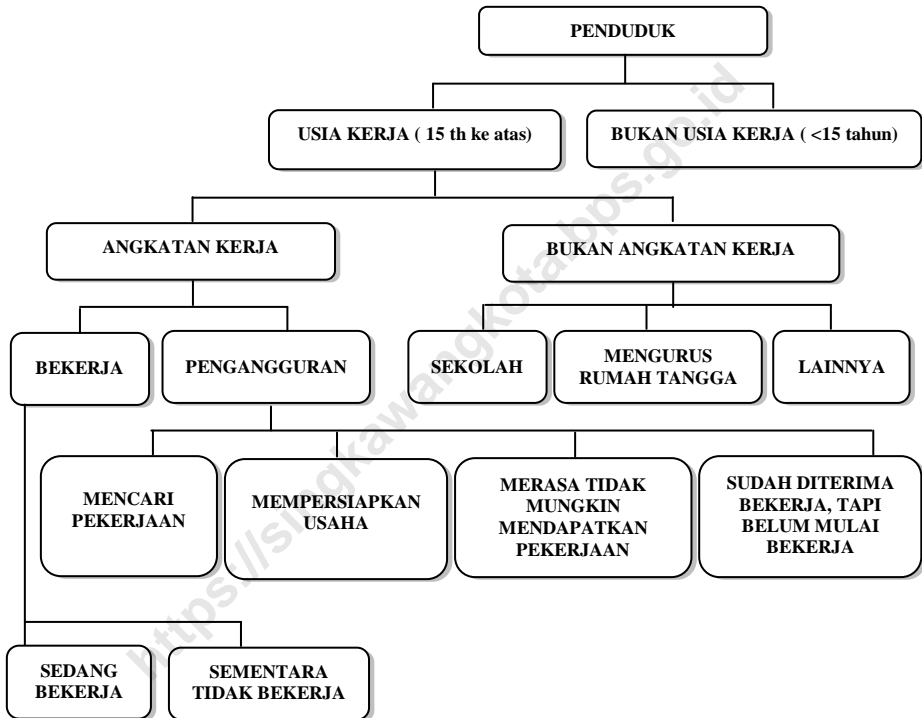 PENDUDUK
USIA KERJA ( 15 th ke atas)
BUKAN USIA KERJA ( <15 tahun)
ANGKATAN KERJA
BUKAN ANGKATAN KERJA
BEKERJA
PENGANGGURAN
SEKOLAH
MENGURUS
RUMAH TANGGA
LAINNYA
MENCARI
PEKERJAAN
MEMPERSIAPKAN
USAHA
MERASA TIDAK
MUNGKIN
MENDAPATKAN
PEKERJAAN
SUDAH DITERIMA
BEKERJA, TAPI
BELUM MULAI
BEKERJA
SEDANG
BEKERJA
SEMENTARA
TIDAK BEKERJA
https://singkawangkota.bps.go.id